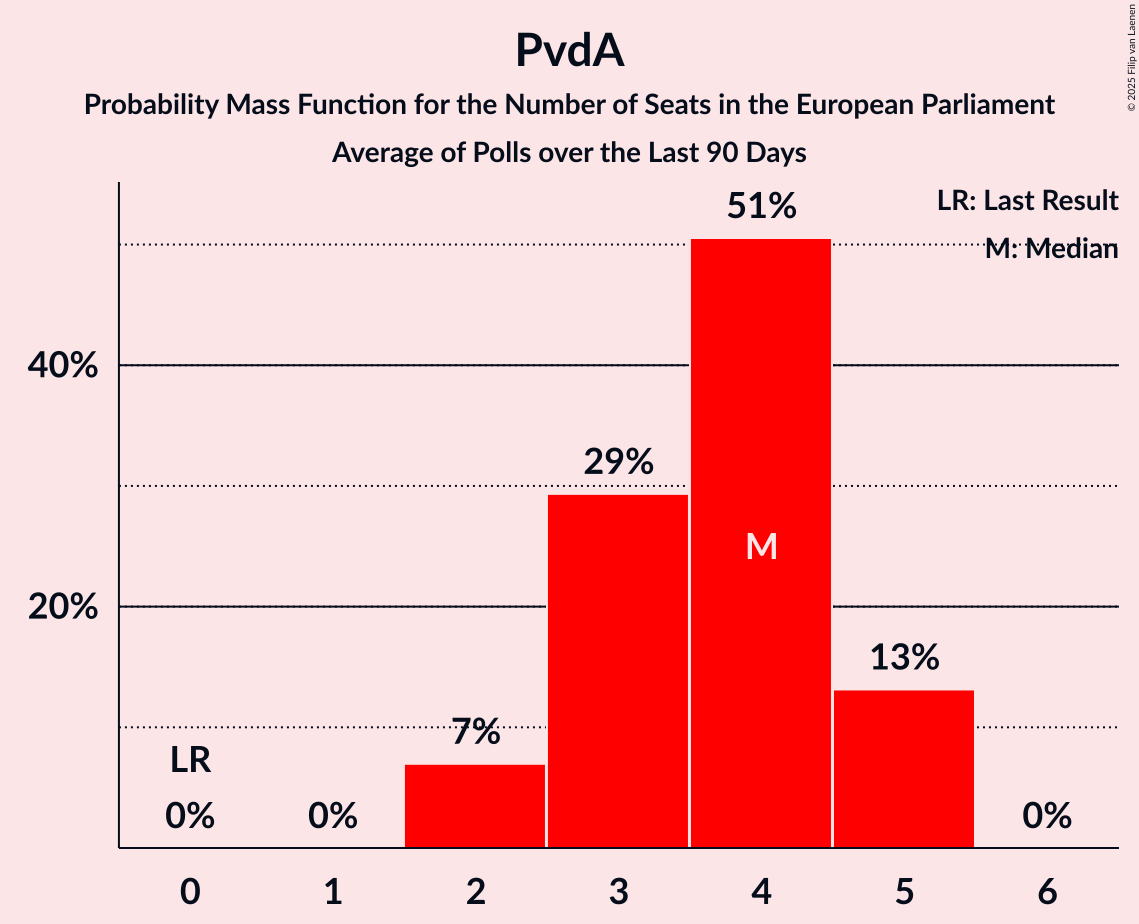 PvdA
Probability Mass Function for the Number of Seats in the European Parliament
Average of Polls over the Last 90 Days
© 2025 Filip van Laenen
LR: Last Result
M: Median
51%
40%
29%
M
20%
13%
7%
LR
0%
0%
0%
0
1
2
3
4
5
6